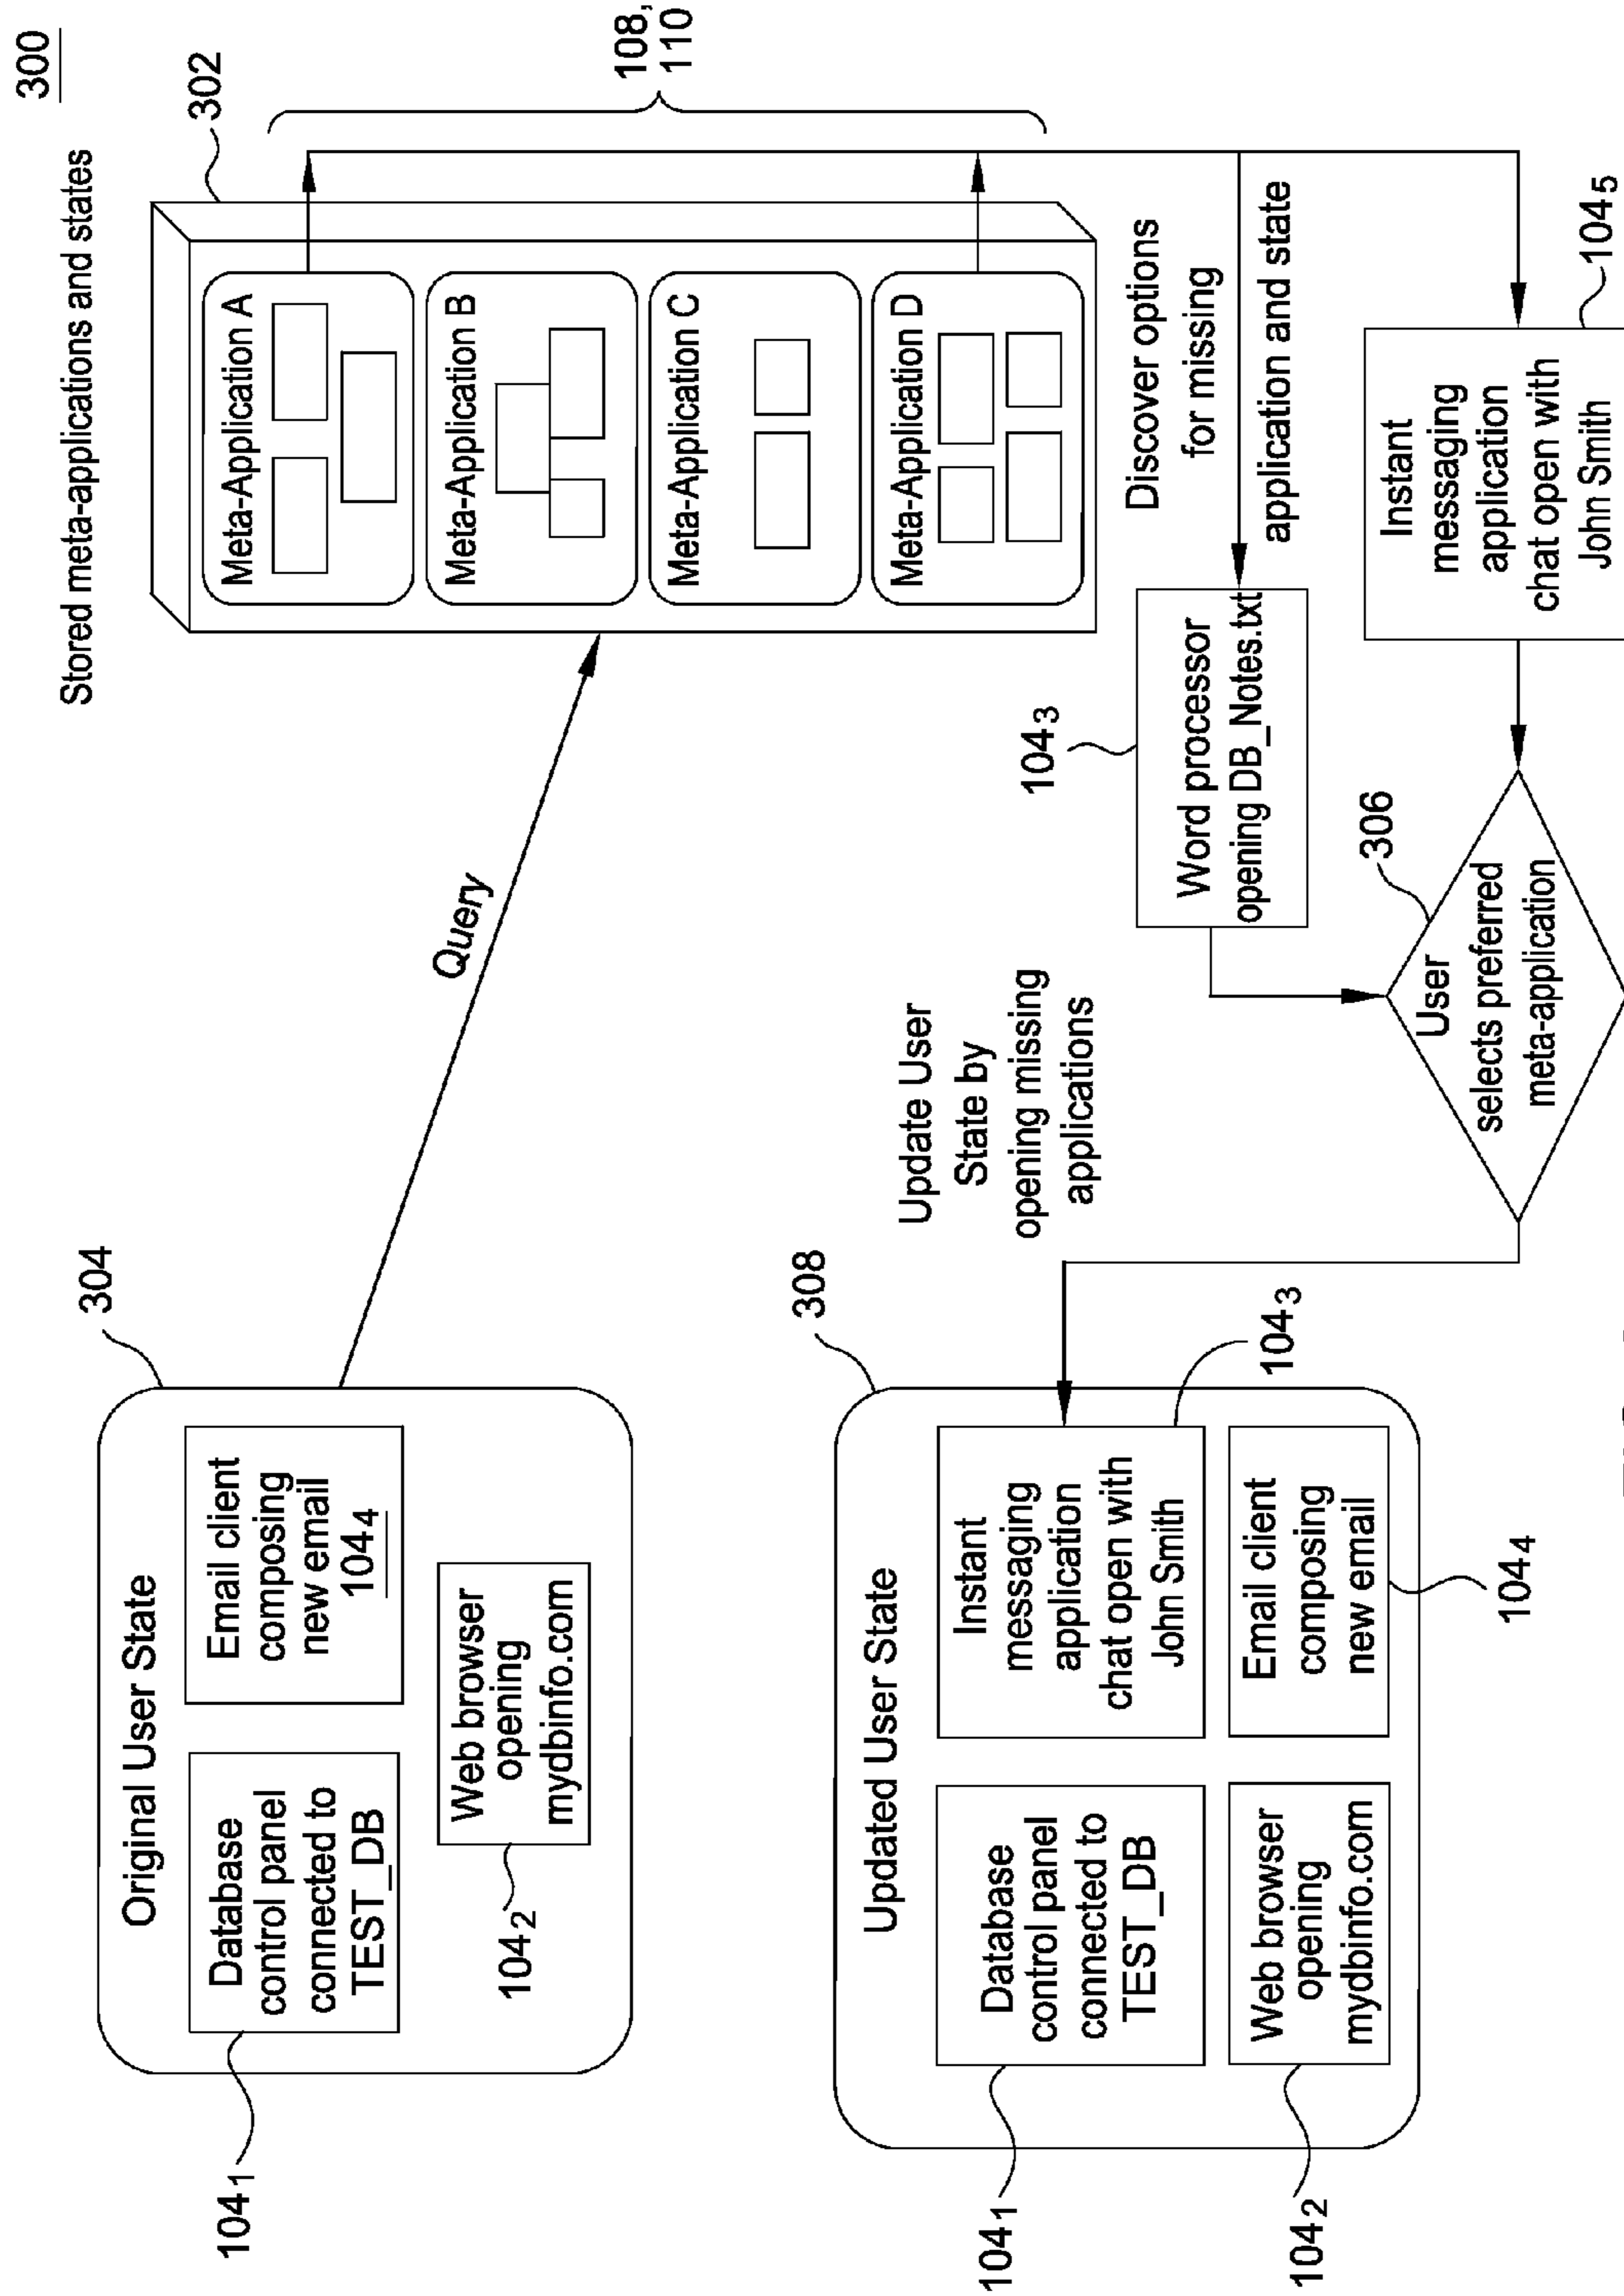 300
Stored meta-applications and states
302
Meta-Application A
Meta-Application B
Meta-Application C
Meta-Application D
108,
110
Original User State
304
Database
control panel
connected to
TEST_DB
104₁
Email client
composing
new email
104₄
Web browser
opening
mydbinfo.com
104₂
Query
Discover options
for missing
application and state
Word processor
opening DB_Notes.txt
104₃
Instant
messaging
application
chat open with
John Smith
104₅
User
selects preferred
meta-application
306
Update User
State by
opening missing
applications
Updated User State
308
Database
control panel
connected to
TEST_DB
104₁
Instant
messaging
application
chat open with
John Smith
104₃
Web browser
opening
mydbinfo.com
104₂
Email client
composing
new email
104₄